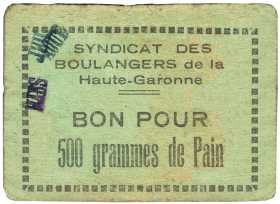 SYNDICAT DES
BOULANGERS de la
Haute-Garonne
BON POUR
500 grammes de Pain